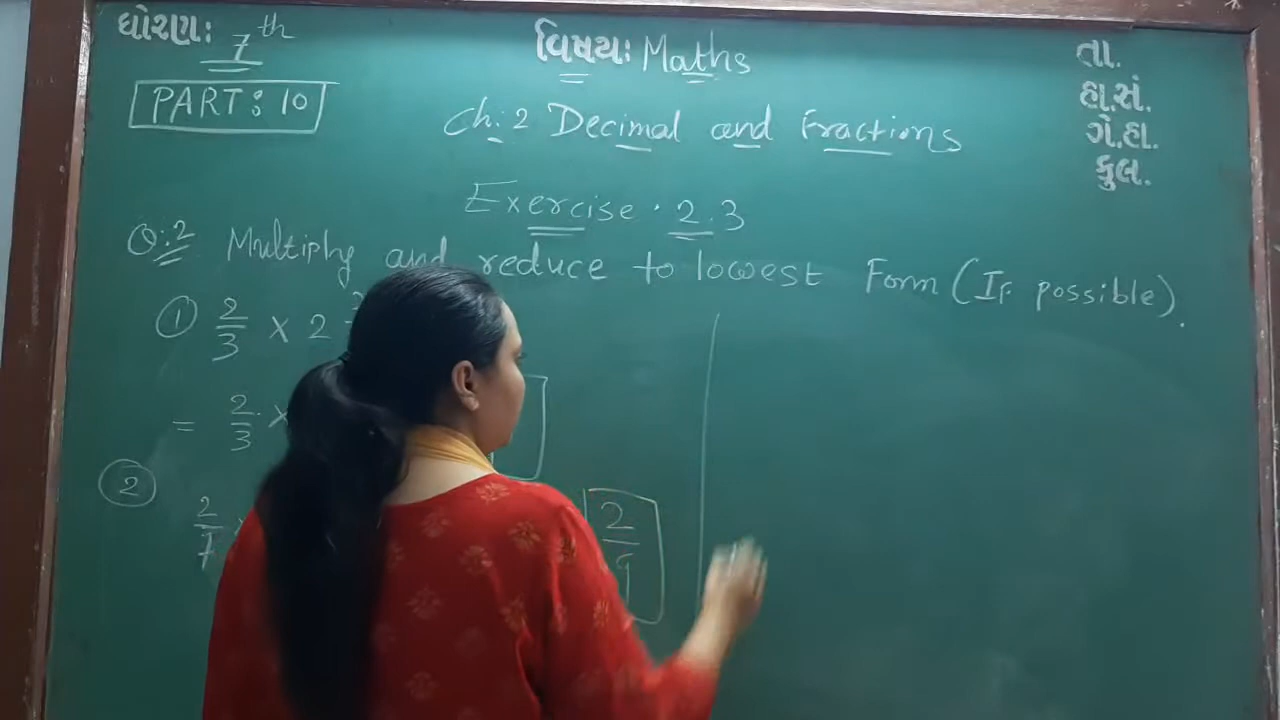 ધોરણ: 7th
વિષય: Maths
તા.
PART: 10
હા.સં.
Ch:2 Decimal and Fractions
ગે.હા.
કુલ.
Exercise 2.3
Q:2 Multiply and reduce to lowest Form (If possible).
① 2/3 × 2
= 2/3 ×
② 2/7
2/9